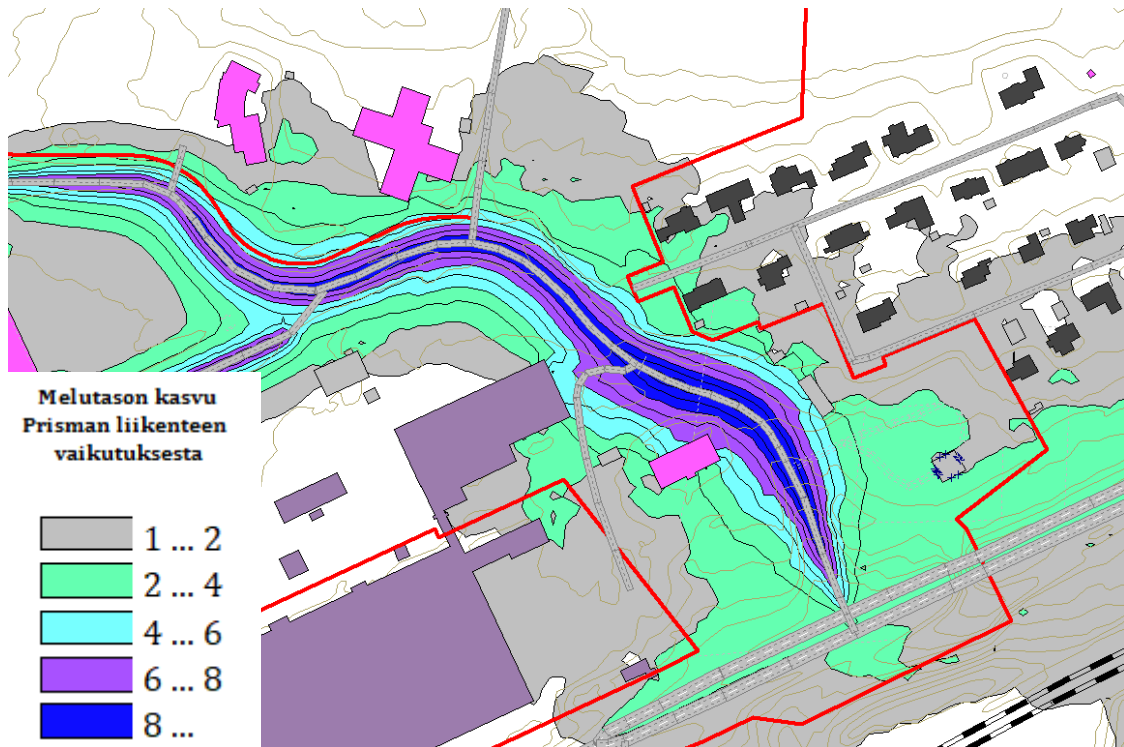 Melutason kasvu
Prisman liikenteen
vaikutuksesta
1 ... 2
2 ... 4
4 ... 6
6 ... 8
8 ...